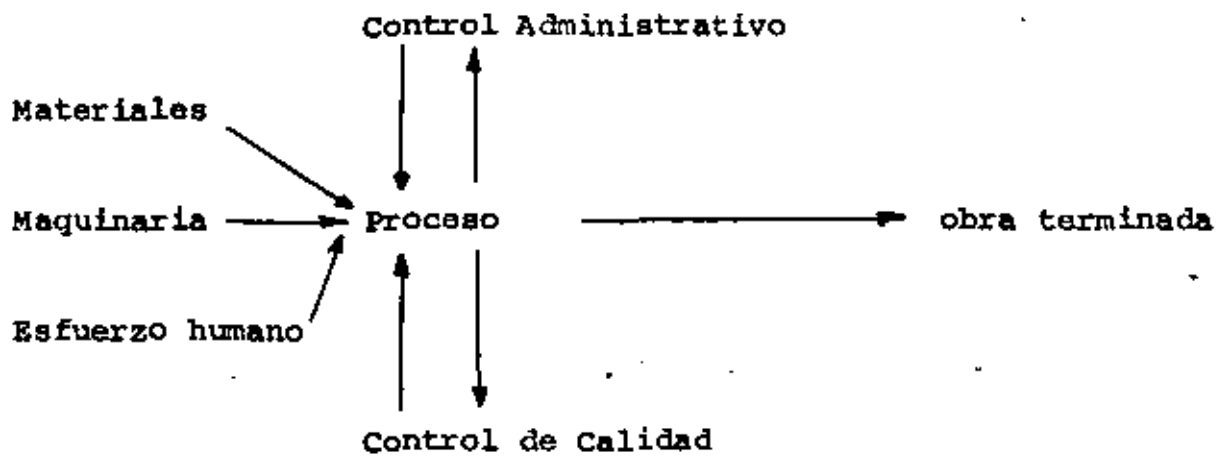 Control Administrativo
Materiales
Maquinaria
Proceso
obra terminada
Esfuerzo humano
Control de Calidad